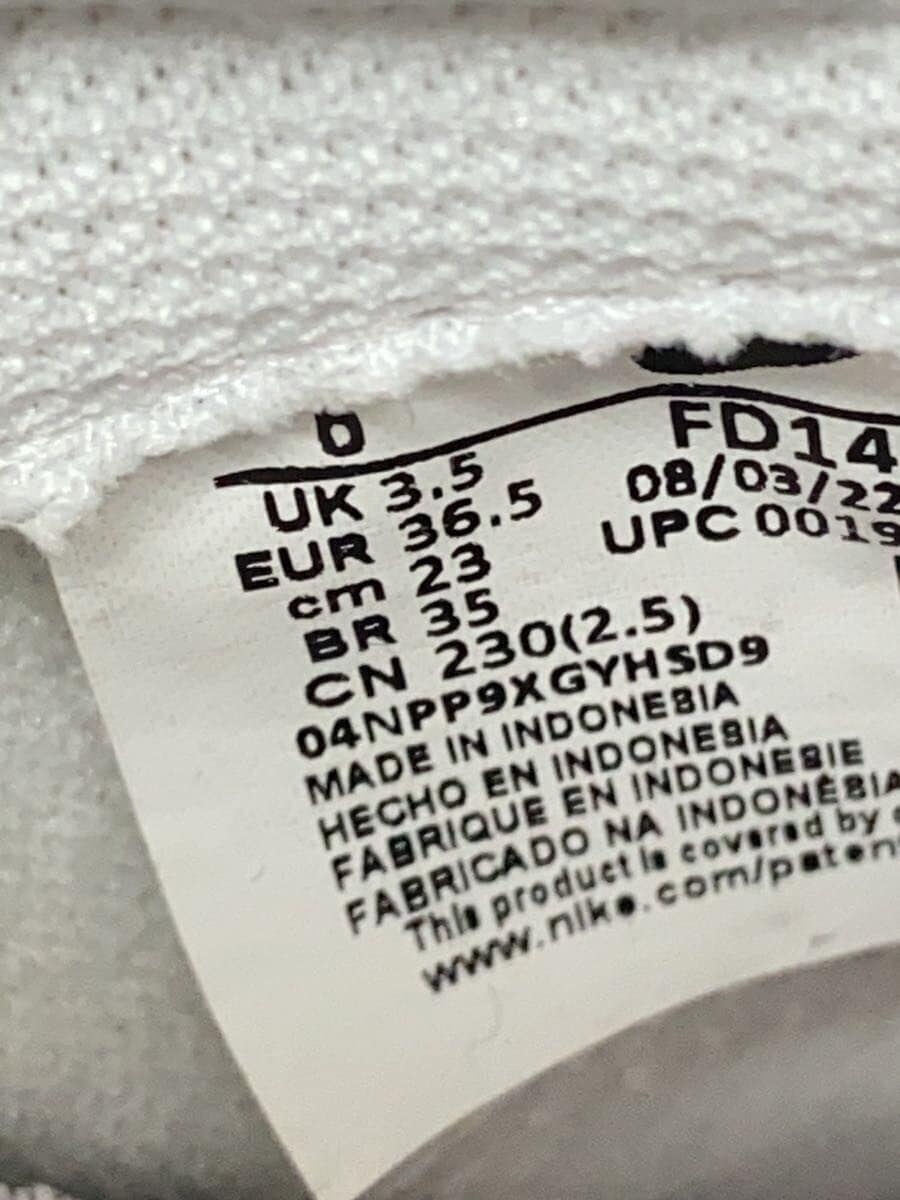 UK 3.5
EUR 36.5
cm 23
BR 35
CN 230(2.5)
04NPP9XGYHSD9
MADE IN INDONESIA
HECHO EN INDONESIA
FABRIQUE EN INDONESIE
FABRICADO NA INDONÉSIA
This product is covered by
www.nike.com/paten
FD14
08/03/22
UPC 0019